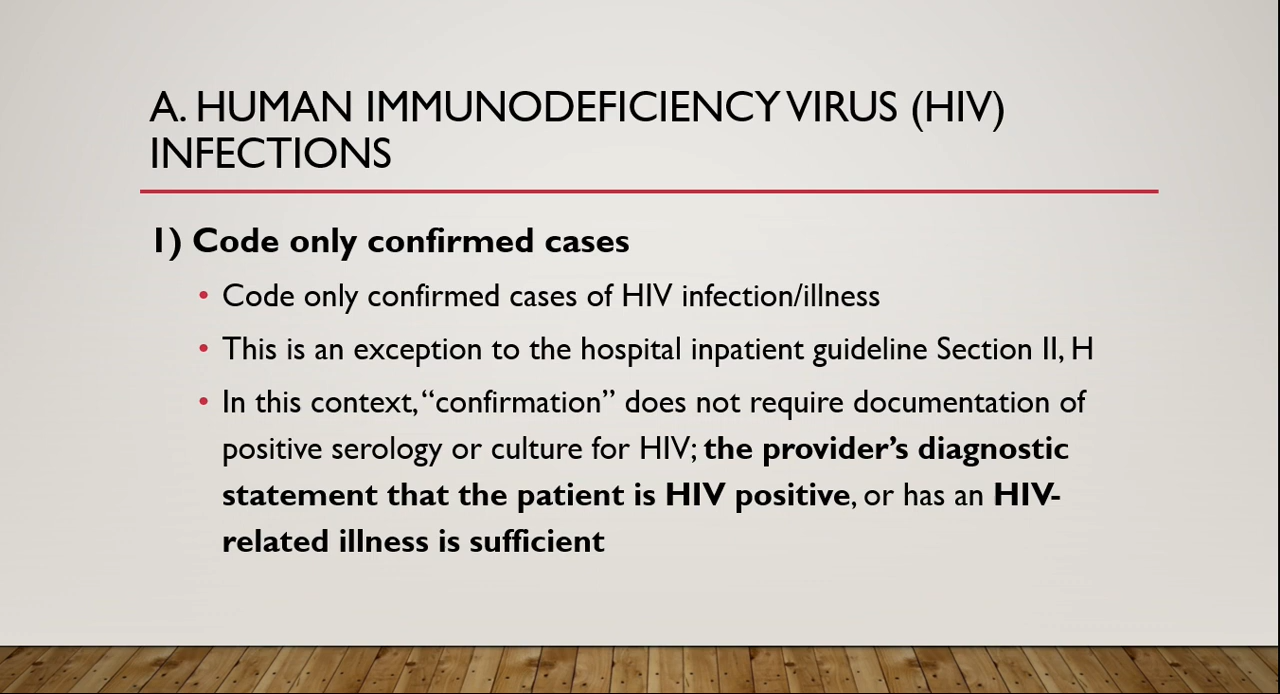 A. HUMAN IMMUNODEFICIENCY VIRUS (HIV)
INFECTIONS
1) Code only confirmed cases
• Code only confirmed cases of HIV infection/illness
• This is an exception to the hospital inpatient guideline Section II, H
• In this context, “confirmation” does not require documentation of
positive serology or culture for HIV; the provider’s diagnostic
statement that the patient is HIV positive, or has an HIV-
related illness is sufficient